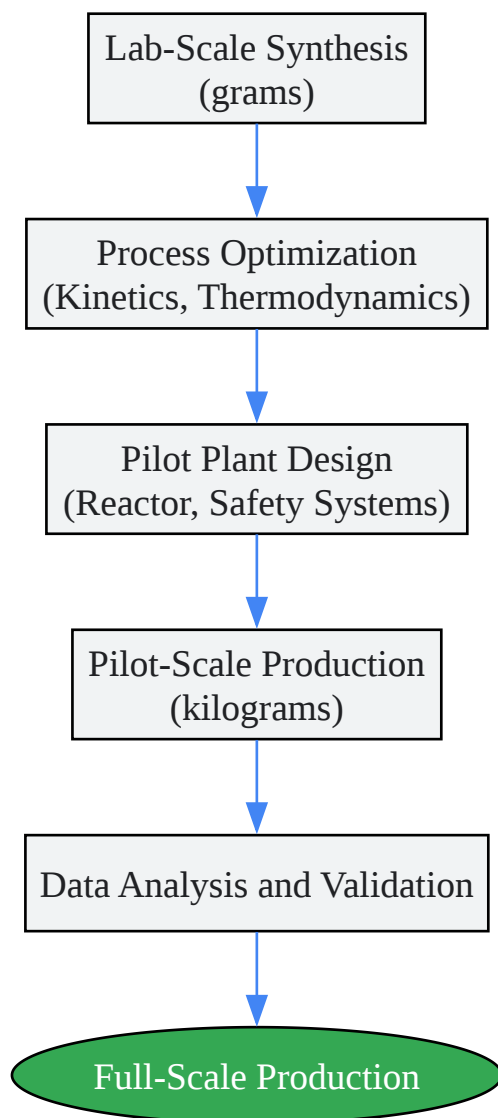 Lab-Scale Synthesis
(grams)
Process Optimization
(Kinetics, Thermodynamics)
Pilot Plant Design
(Reactor, Safety Systems)
Pilot-Scale Production
(kilograms)
Data Analysis and Validation
Full-Scale Production